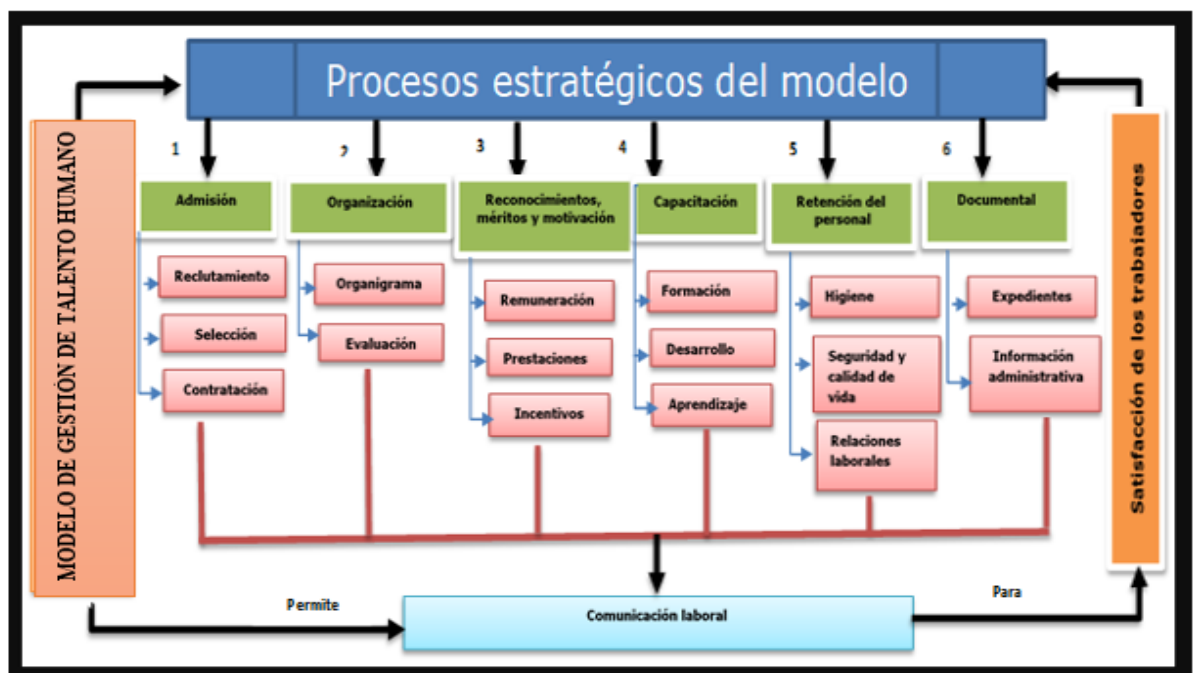 Procesos estratégicos del modelo
MODELO DE GESTIÓN DE TALENTO HUMANO
1
2
3
4
5
6
Admisión
Reclutamiento
Selección
Contratación
Organización
Organigrama
Evaluación
Reconocimientos,
méritos y motivación
Remuneración
Prestaciones
Incentivos
Capacitación
Formación
Desarrollo
Aprendizaje
Retención del
personal
Higiene
Seguridad y
calidad de
vida
Relaciones
laborales
Documental
Expedientes
Información
administrativa
Satisfacción de los trabajadores
Permite
Comunicación laboral
Para